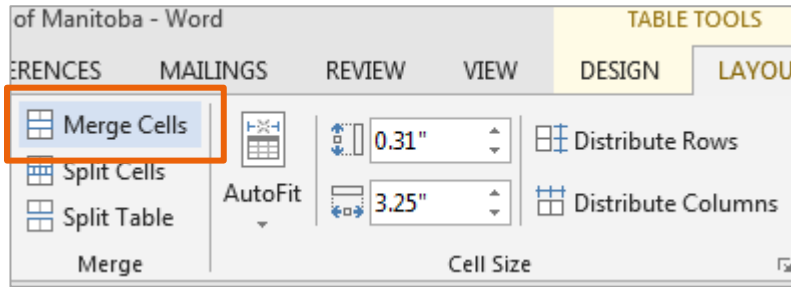 of Manitoba - Word TABLE TOOLS
ERENCES MAILINGS REVIEW VIEW DESIGN LAYOU
Merge Cells 0.31" Distribute Rows
Split Cells
AutoFit 3.25" Distribute Columns
Split Table
Merge Cell Size